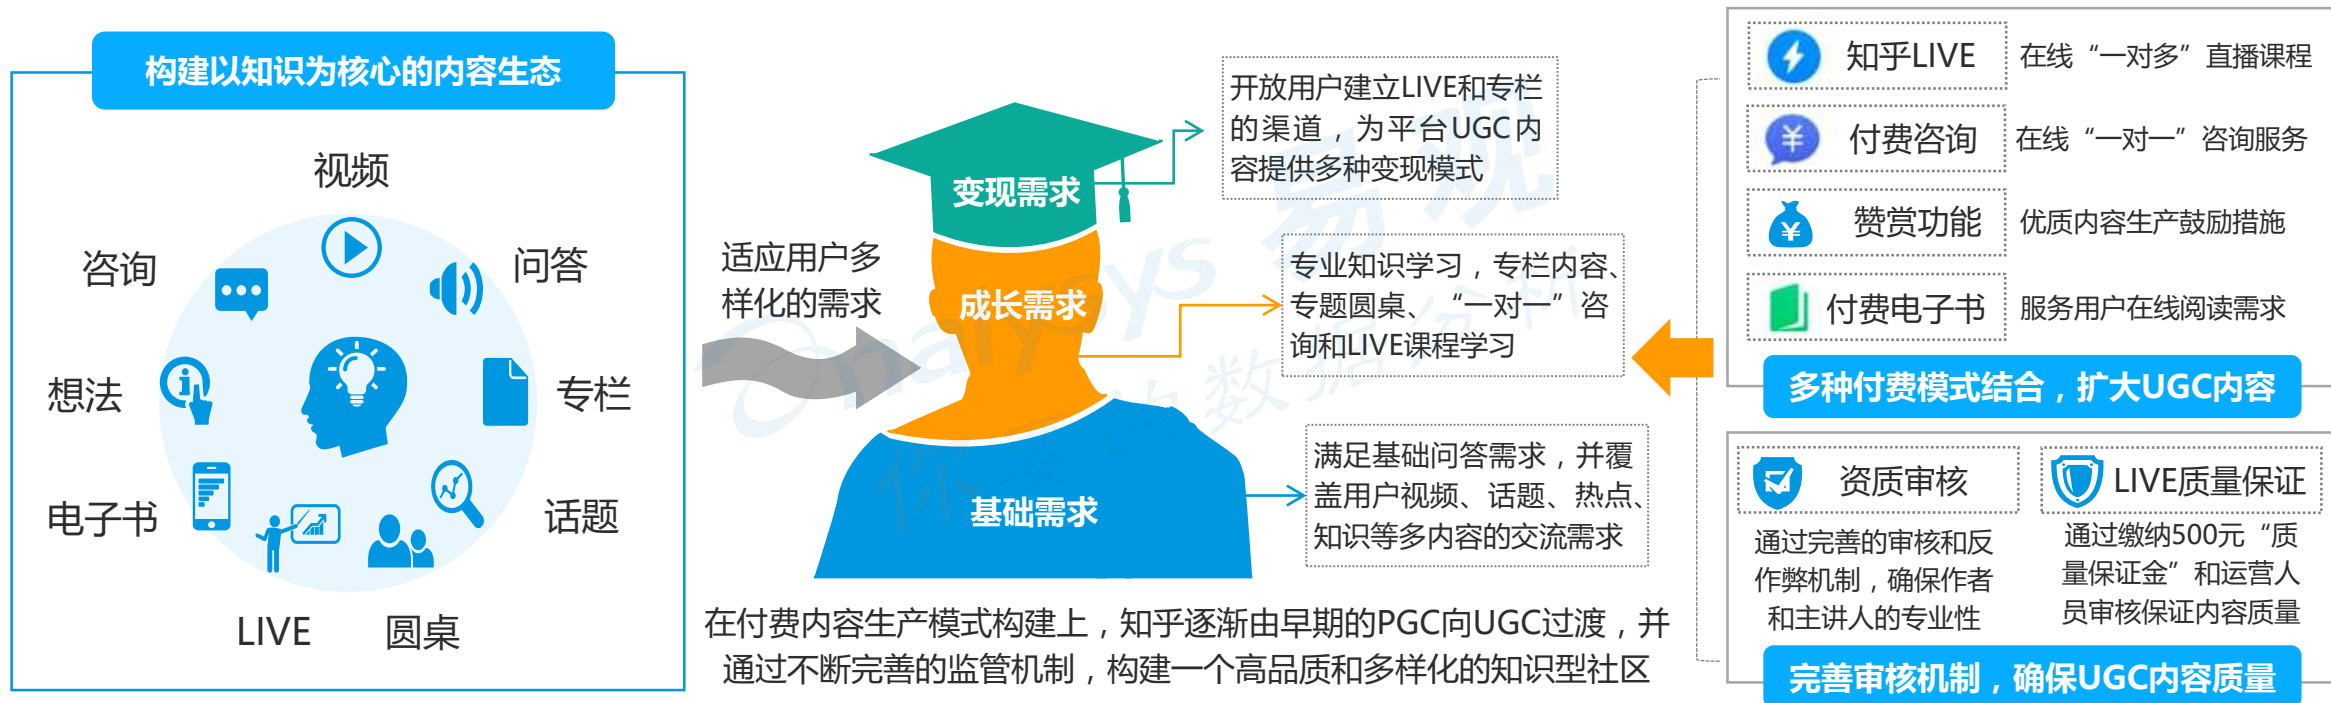 构建以知识为核心的内容生态
视频
咨询
问答
想法
专栏
电子书
话题
LIVE
圆桌
适应用户多
样化的需求
变现需求
成长需求
基础需求
开放用户建立LIVE和专栏
的渠道，为平台UGC内
容提供多种变现模式
专业知识学习，专栏内容、
专题圆桌、“一对一”咨
询和LIVE课程学习
满足基础问答需求，并覆
盖用户视频、话题、热点、
知识等多内容的交流需求
在付费内容生产模式构建上，知乎逐渐由早期的PGC向UGC过渡，并
通过不断完善的监管机制，构建一个高品质和多样化的知识型社区
知乎LIVE
在线“一对多”直播课程
付费咨询
在线“一对一”咨询服务
赞赏功能
优质内容生产鼓励措施
付费电子书
服务用户在线阅读需求
多种付费模式结合，扩大UGC内容
资质审核
通过完善的审核和反
作弊机制，确保作者
和主讲人的专业性
LIVE质量保证
通过缴纳500元“质
量保证金”和运营人
员审核保证内容质量
完善审核机制，确保UGC内容质量
analysys 易观